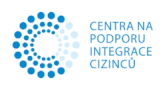 CENTRA NA
PODPORU
INTEGRACE
CIZINCŮ